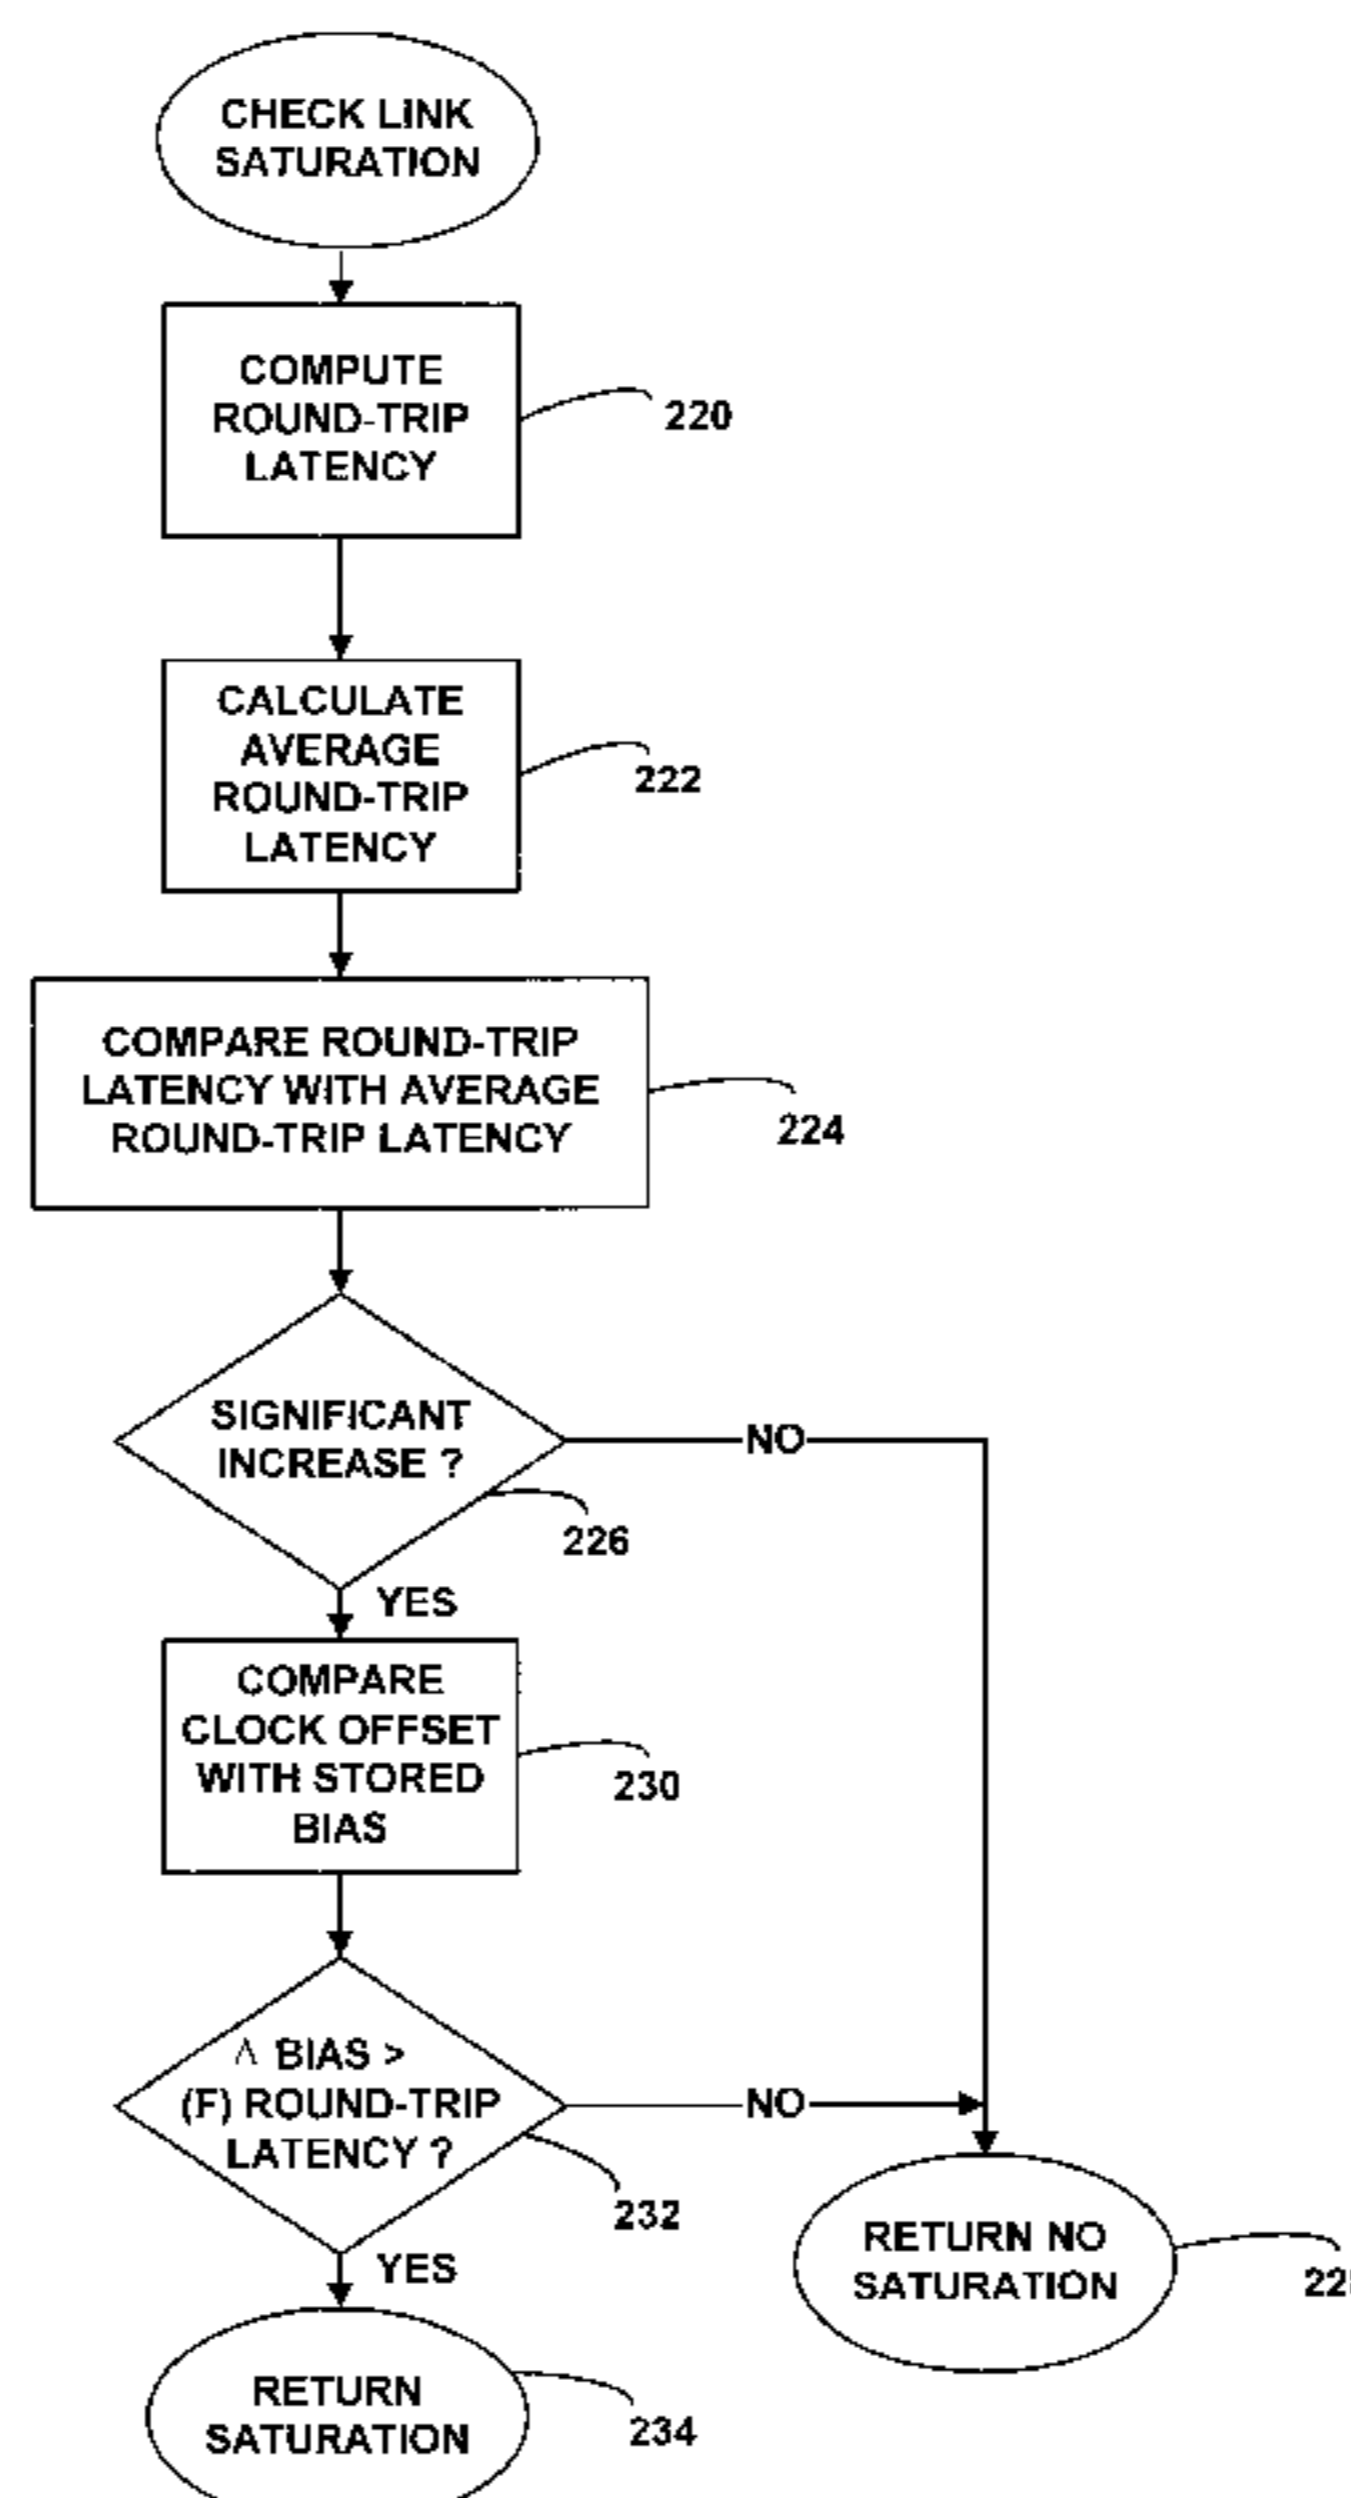 CHECK LINK
SATURATION
COMPUTE
ROUND-TRIP
LATENCY
220
CALCULATE
AVERAGE
ROUND-TRIP
LATENCY
222
COMPARE ROUND-TRIP
LATENCY WITH AVERAGE
ROUND-TRIP LATENCY
224
SIGNIFICANT
INCREASE ?
NO
226
YES
COMPARE
CLOCK OFFSET
WITH STORED
BIAS
230
Λ BIAS >
(F) ROUND-TRIP
LATENCY ?
NO
232
YES
RETURN NO
SATURATION
RETURN
SATURATION
234